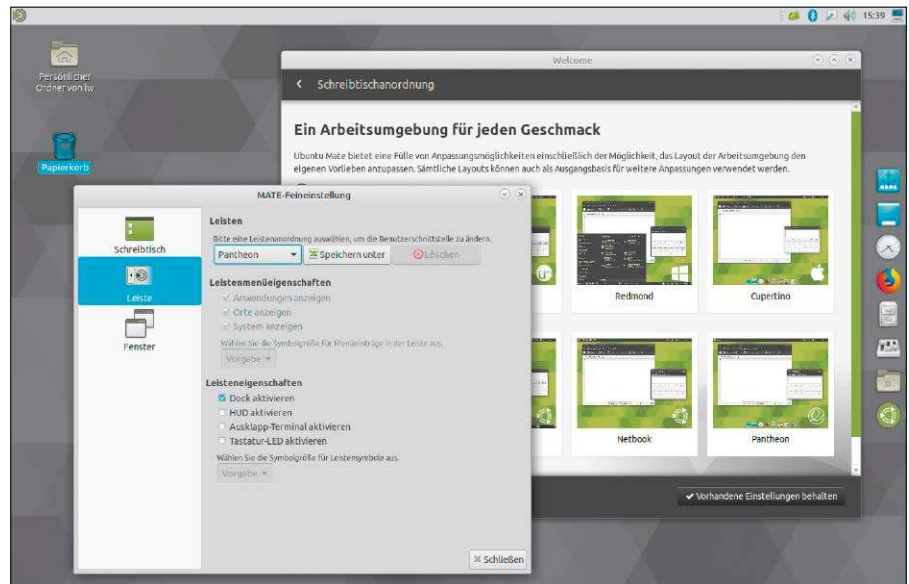 15:39
Persönlicher
Ordner von lw
Papierkorb
Welcome
Schreibtischanordnung
Ein Arbeitsumgebung für jeden Geschmack
Ubuntu Mate bietet eine Fülle von Anpassungsmöglichkeiten einschließlich der Möglichkeit, das Layout der Arbeitsumgebung den
eigenen Vorlieben anzupassen. Sämtliche Layouts können auch als Ausgangsbasis für weitere Anpassungen verwendet werden.
Redmond
Cupertino
Netbook
Pantheon
Vorhandene Einstellungen behalten
MATE-Feineinstellung
Schreibtisch
Leiste
Fenster
Leisten
Bitte eine Leistenanordnung auswählen, um die Benutzerschnittstelle zu ändern.
Pantheon
Speichern unter
Löschen
Leistenmenüeigenschaften
Anwendungen anzeigen
Orte anzeigen
System anzeigen
Wählen Sie die Symbolgröße für Menüeinträge in der Leiste aus.
Vorgabe
Leisteneigenschaften
Dock aktivieren
HUD aktivieren
Ausklapp-Terminal aktivieren
Tastatur-LED aktivieren
Wählen Sie die Symbolgröße für Leistensymbole aus.
Vorgabe
Schließen